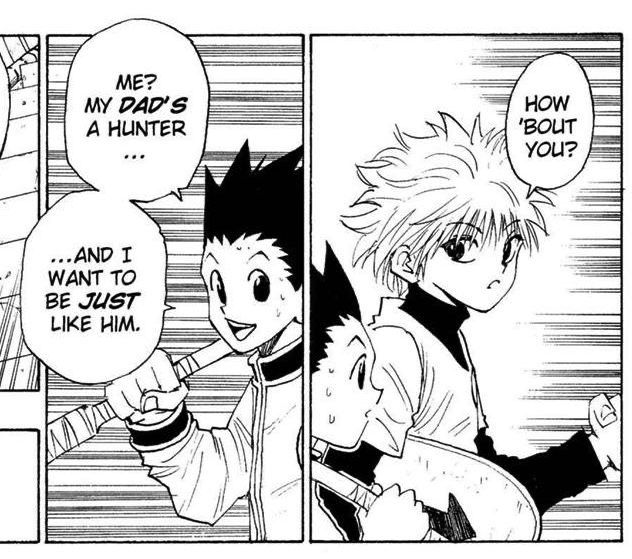 HOW
'BOUT
YOU?
ME?
MY DAD'S
A HUNTER
...
...AND I
WANT TO
BE JUST
LIKE HIM.